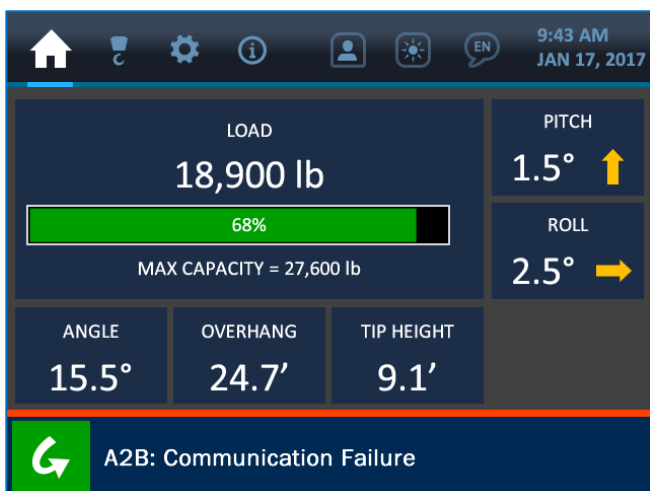 EN
9:43 AM
JAN 17, 2017
LOAD
18,900 lb
68%
MAX CAPACITY = 27,600 lb
PITCH
1.5°
ROLL
2.5°
ANGLE
15.5°
OVERHANG
24.7′
TIP HEIGHT
9.1′
A2B: Communication Failure